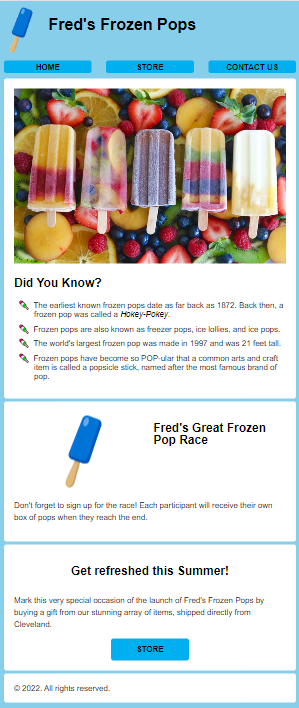 Fred's Frozen Pops
HOME
STORE
CONTACT US
Did You Know?
The earliest known frozen pops date as far back as 1872. Back then, a
frozen pop was called a Hokey-Pokey.
Frozen pops are also known as freezer pops, ice lollies, and ice pops.
The world's largest frozen pop was made in 1997 and was 21 feet tall.
Frozen pops have become so POP-ular that a common arts and craft
item is called a popsicle stick, named after the most famous brand of
pop.
Fred's Great Frozen
Pop Race
Don't forget to sign up for the race! Each participant will receive their own
box of pops when they reach the end.
Get refreshed this Summer!
Mark this very special occasion of the launch of Fred's Frozen Pops by
buying a gift from our stunning array of items, shipped directly from
Cleveland.
STORE
© 2022. All rights reserved.